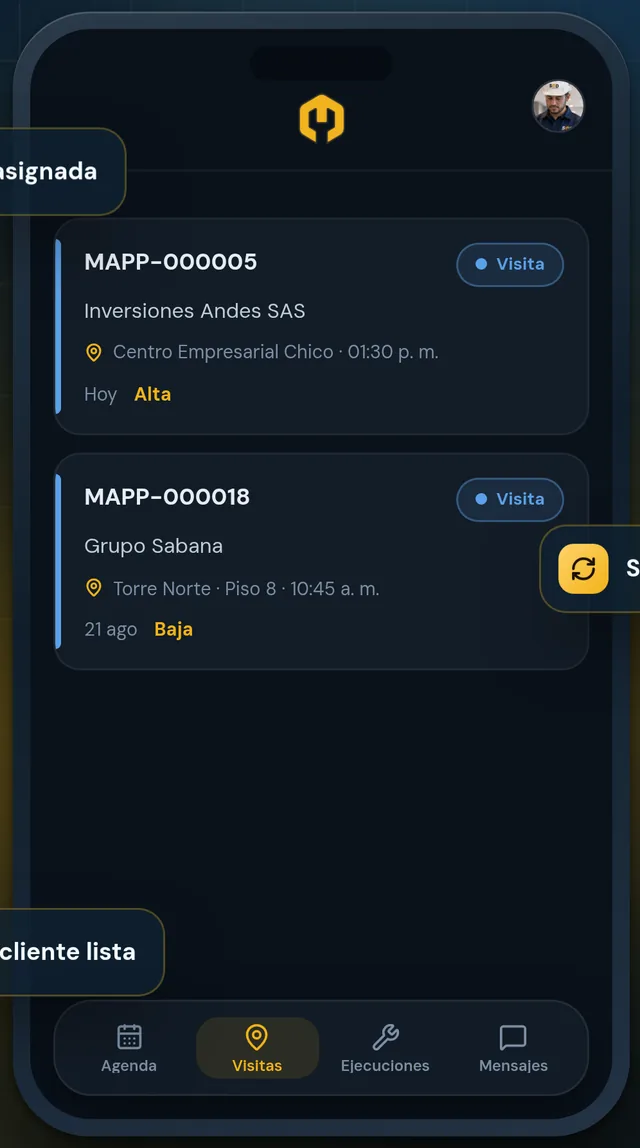 asignada
MAPP-000005
Visita
Inversiones Andes SAS
Centro Empresarial Chico · 01:30 p. m.
Hoy Alta
MAPP-000018
Visita
Grupo Sabana
S
Torre Norte · Piso 8 · 10:45 a. m.
21 ago Baja
cliente lista
Agenda
Visitas
Ejecuciones
Mensajes